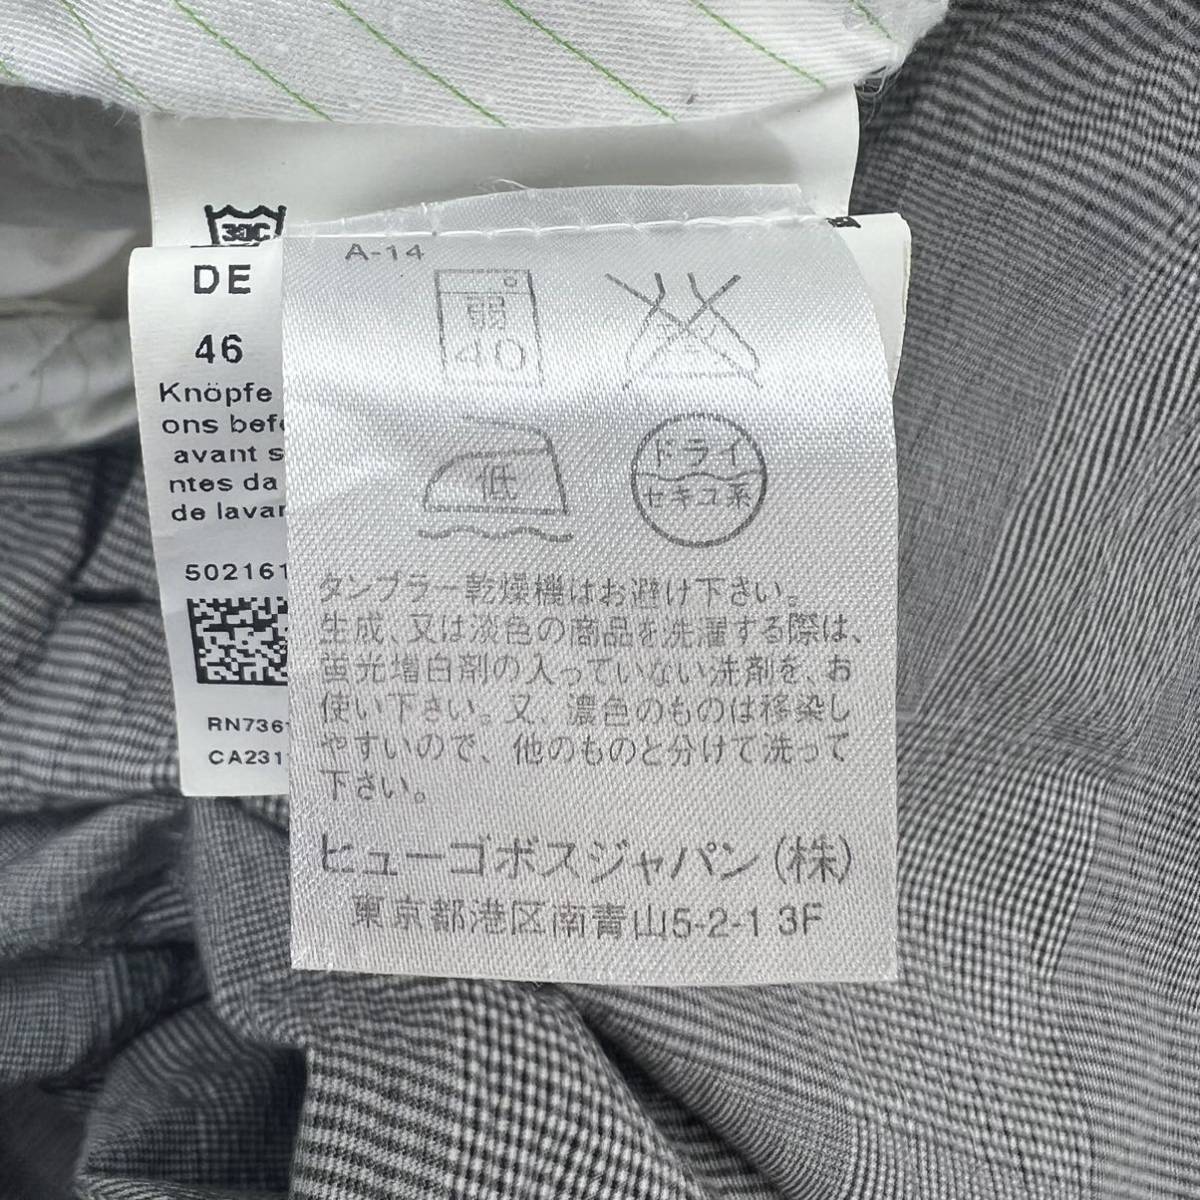 30C
DE
46
Knöpfe
ons
avant
ntes da
de lavar
502161
RN7361
CA2311
A-14
弱
40
エンソ
低
ドライ
セキユ系
タンブラー乾燥機はお避け下さい。
生成、又は淡色の商品を洗濯する際は、
蛍光増白剤の入っていない洗剤を、お
使い下さい。又、濃色のものは移染し
やすいので、他のものと分けて洗って
下さい。
ヒューゴボスジャパン(株)
東京都港区南青山5-2-1 3F